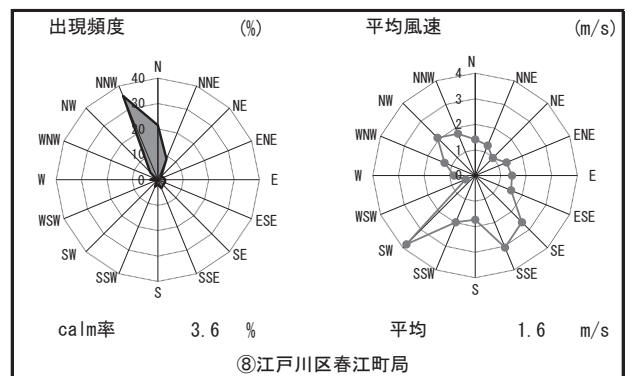 出現頻度 (%)
N
NNE
NE
ENE
E
ESE
SE
SSE
S
SSW
SW
WSW
W
WNW
NW
NNW
40
30
20
10
0
calm率 3.6 %
平均風速 (m/s)
N
NNE
NE
ENE
E
ESE
SE
SSE
S
SSW
SW
WSW
W
WNW
NW
NNW
4
3
2
1
0
平均 1.6 m/s
⑧江戸川区春江町局